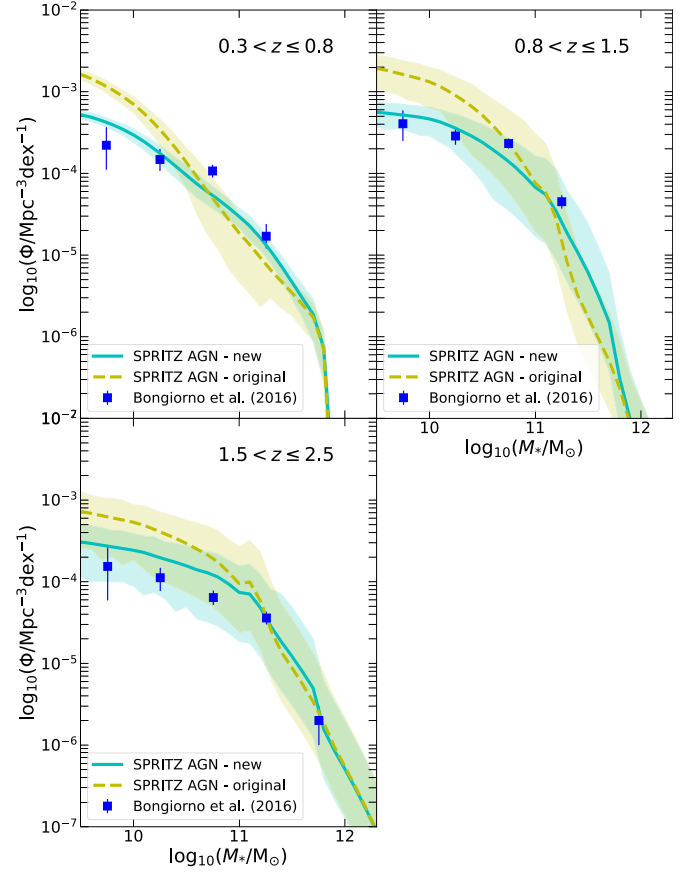 0.3 < z ≤ 0.8
0.8 < z ≤ 1.5
10⁻²
10⁻³
10⁻⁴
10⁻⁵
10⁻⁶
10⁻²
log₁₀(Φ/Mpc⁻³dex⁻¹)
log₁₀(Φ/Mpc⁻³dex⁻¹)
SPRITZ AGN - new
SPRITZ AGN - original
Bongiorno et al. (2016)
SPRITZ AGN - new
SPRITZ AGN - original
Bongiorno et al. (2016)
10 11 12
log₁₀(M*/M⊙)
1.5 < z ≤ 2.5
10⁻³
10⁻⁴
10⁻⁵
10⁻⁶
10⁻⁷
log₁₀(Φ/Mpc⁻³dex⁻¹)
SPRITZ AGN - new
SPRITZ AGN - original
Bongiorno et al. (2016)
10 11 12
log₁₀(M*/M⊙)